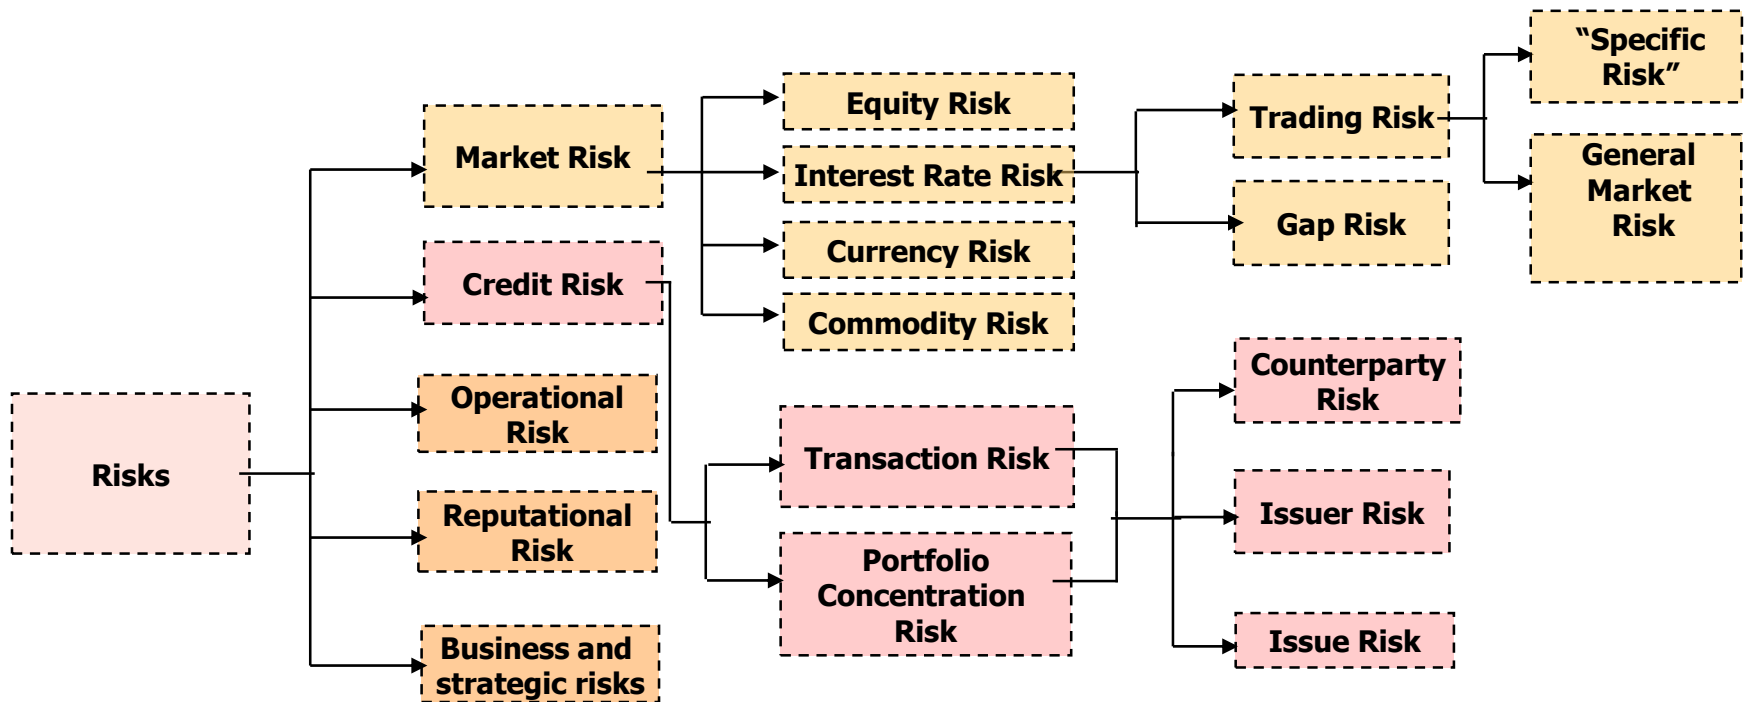 Risks
Market Risk
Credit Risk
Operational
Risk
Reputational
Risk
Business and
strategic risks
Equity Risk
Interest Rate Risk
Currency Risk
Commodity Risk
Transaction Risk
Portfolio
Concentration
Risk
Trading Risk
Gap Risk
Counterparty
Risk
Issuer Risk
Issue Risk
“Specific
Risk”
General
Market
Risk